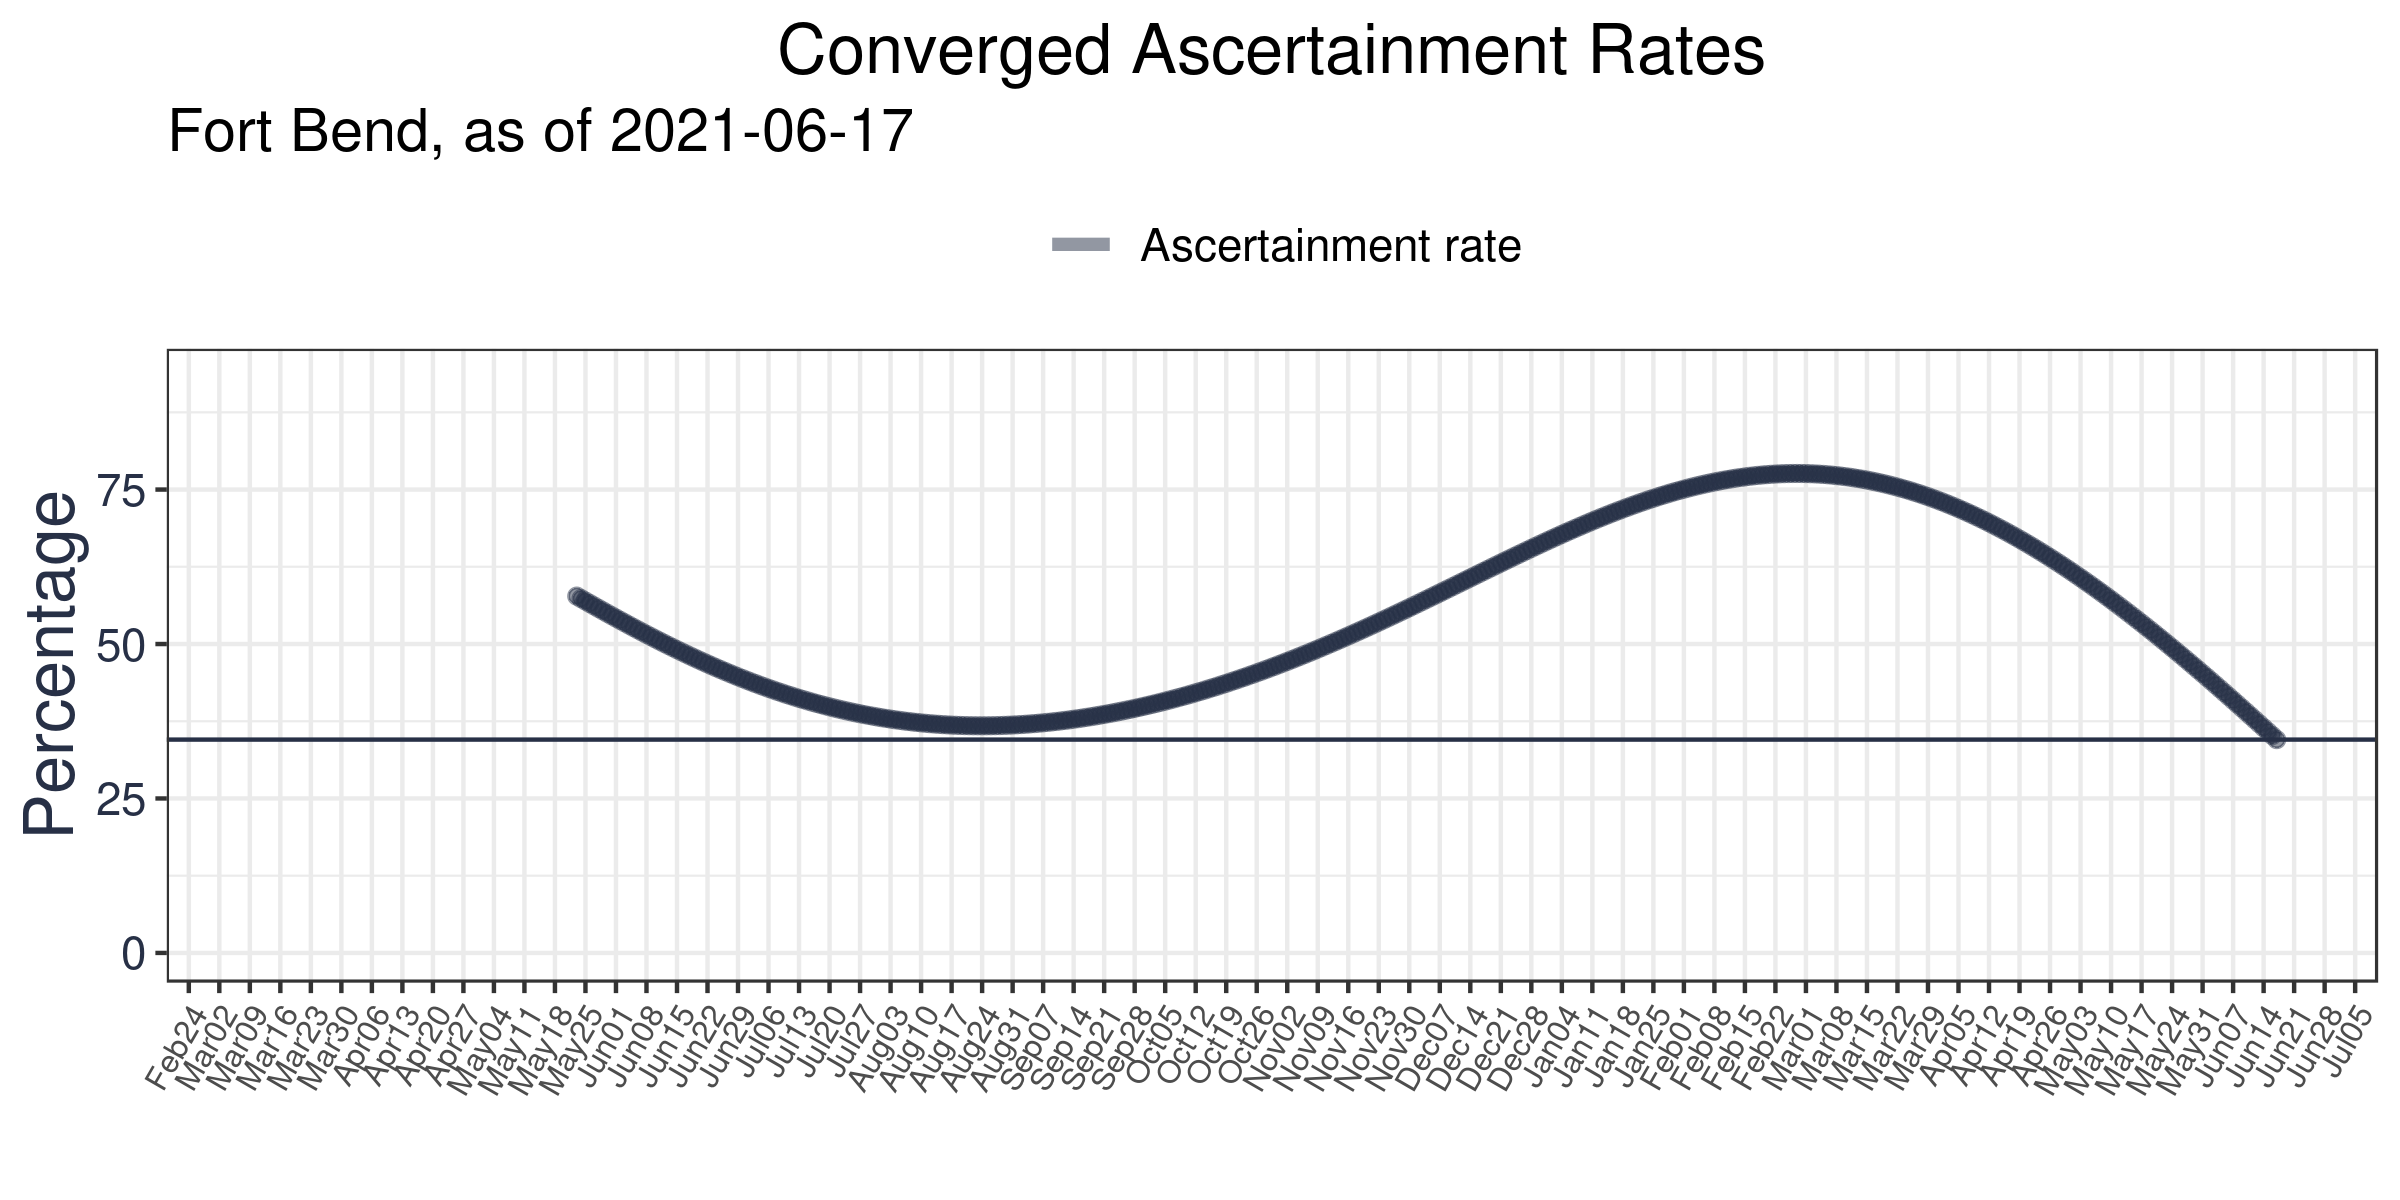 Converged Ascertainment Rates
Fort Bend, as of 2021-06-17
Ascertainment rate
Percentage
75
50
25
0
Feb24 Mar02 Mar09 Mar16 Mar23 Mar30 Apr06 Apr13 Apr20 Apr27 May04 May11 May18 May25 Jun01 Jun08 Jun15 Jun22 Jun29 Jul06 Jul13 Jul20 Jul27 Aug03 Aug10 Aug17 Aug24 Aug31 Sep07 Sep14 Sep21 Sep28 Oct05 Oct12 Oct19 Oct26 Nov02 Nov09 Nov16 Nov23 Nov30 Dec07 Dec14 Dec21 Dec28 Jan04 Jan11 Jan18 Jan25 Feb01 Feb08 Feb15 Feb22 Mar01 Mar08 Mar15 Mar22 Mar29 Apr05 Apr12 Apr19 Apr26 May03 May10 May17 May24 May31 Jun07 Jun14 Jun21 Jun28 Jul05